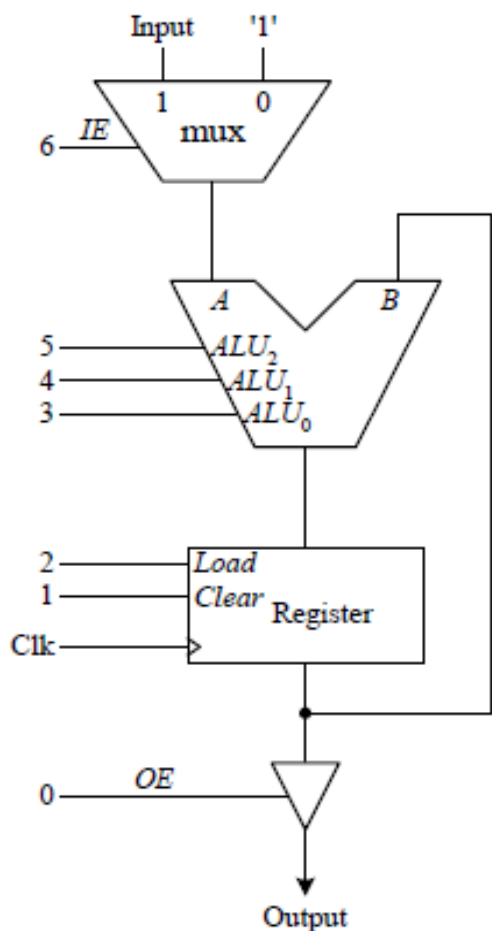 Input '1'
1 0
mux
6 IE
A B
5 ALU2
4 ALU1
3 ALU0
2 Load
1 Clear
Register
Clk
0 OE
Output